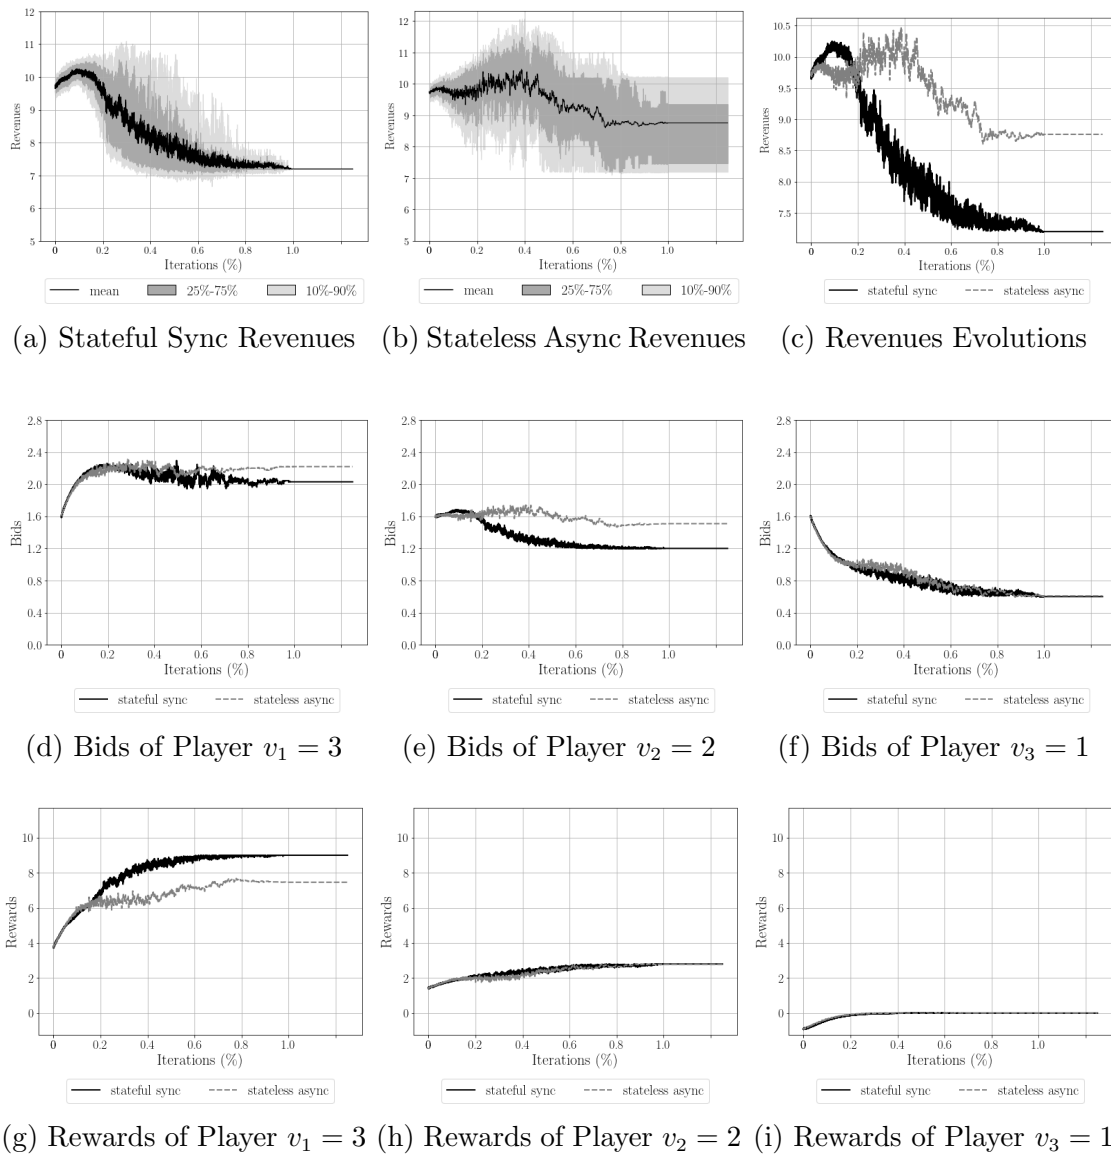 12
11
10
9
8
7
6
5
Revenues
0 0.2 0.4 0.6 0.8 1.0
Iterations (%)
mean 25%-75% 10%-90%
(a) Stateful Sync Revenues
12
11
10
9
8
7
6
5
Revenues
0 0.2 0.4 0.6 0.8 1.0
Iterations (%)
mean 25%-75% 10%-90%
(b) Stateless Async Revenues
10.5
10.0
9.5
9.0
8.5
8.0
7.5
Revenues
0 0.2 0.4 0.6 0.8 1.0
Iterations (%)
stateful sync stateless async
(c) Revenues Evolutions
2.8
2.4
2.0
1.6
1.2
0.8
0.4
0.0
Bids
0 0.2 0.4 0.6 0.8 1.0
Iterations (%)
stateful sync stateless async
(d) Bids of Player v₁ = 3
2.8
2.4
2.0
1.6
1.2
0.8
0.4
0.0
Bids
0 0.2 0.4 0.6 0.8 1.0
Iterations (%)
stateful sync stateless async
(e) Bids of Player v₂ = 2
2.8
2.4
2.0
1.6
1.2
0.8
0.4
0.0
Bids
0 0.2 0.4 0.6 0.8 1.0
Iterations (%)
stateful sync stateless async
(f) Bids of Player v₃ = 1
10
8
6
4
2
0
Rewards
0 0.2 0.4 0.6 0.8 1.0
Iterations (%)
stateful sync stateless async
(g) Rewards of Player v₁ = 3
10
8
6
4
2
0
Rewards
0 0.2 0.4 0.6 0.8 1.0
Iterations (%)
stateful sync stateless async
(h) Rewards of Player v₂ = 2
10
8
6
4
2
0
Rewards
0 0.2 0.4 0.6 0.8 1.0
Iterations (%)
stateful sync stateless async
(i) Rewards of Player v₃ = 1